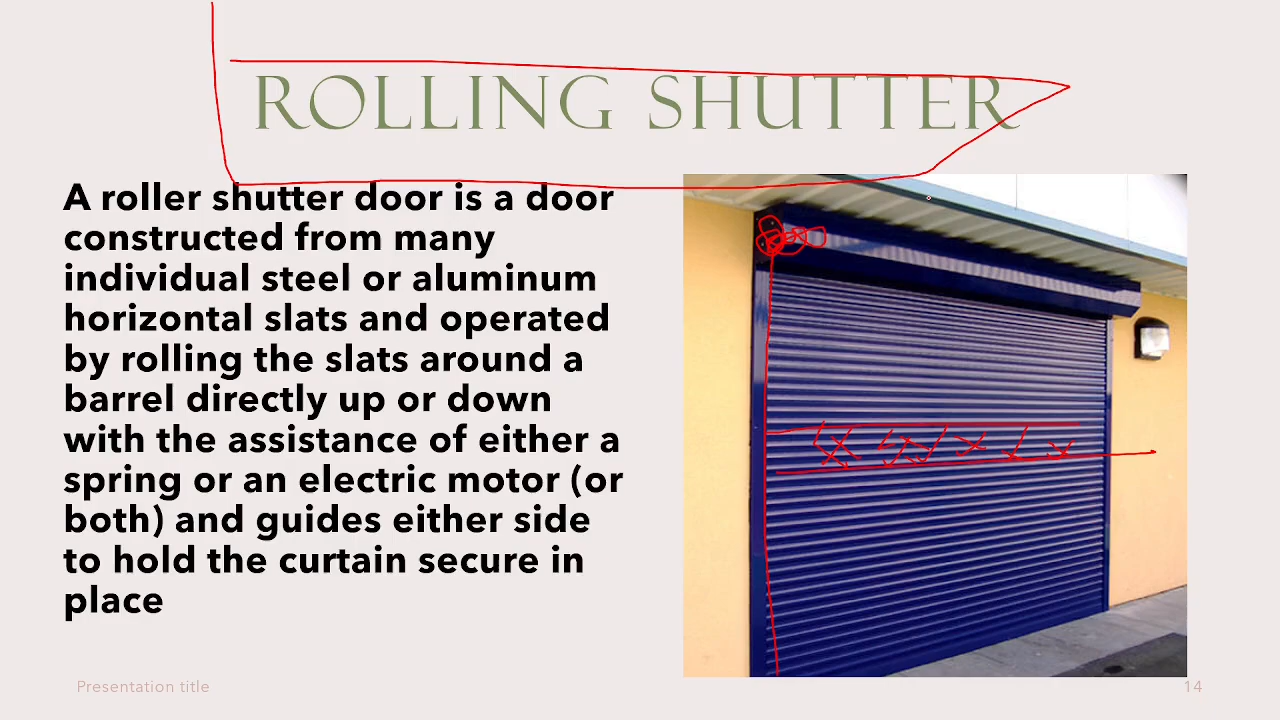 ROLLING SHUTTER
A roller shutter door is a door
constructed from many
individual steel or aluminum
horizontal slats and operated
by rolling the slats around a
barrel directly up or down
with the assistance of either a
spring or an electric motor (or
both) and guides either side
to hold the curtain secure in
place
Presentation title
14